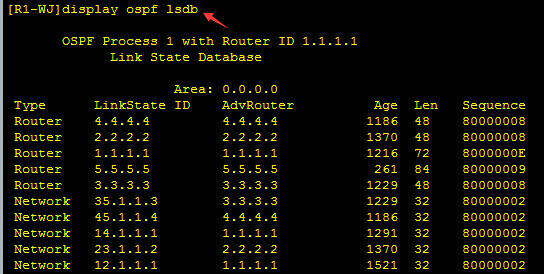 [R1-WJ]display ospf lsdb
OSPF Process 1 with Router ID 1.1.1.1
Link State Database
Area: 0.0.0.0
Type LinkState ID AdvRouter Age Len Sequence
Router 4.4.4.4 4.4.4.4 1186 48 80000008
Router 2.2.2.2 2.2.2.2 1370 48 80000008
Router 1.1.1.1 1.1.1.1 1216 72 8000000E
Router 5.5.5.5 5.5.5.5 261 84 80000009
Router 3.3.3.3 3.3.3.3 1229 48 80000008
Network 35.1.1.3 3.3.3.3 1229 32 80000002
Network 45.1.1.4 4.4.4.4 1186 32 80000002
Network 14.1.1.1 1.1.1.1 1291 32 80000002
Network 23.1.1.2 2.2.2.2 1370 32 80000002
Network 12.1.1.1 1.1.1.1 1521 32 80000002